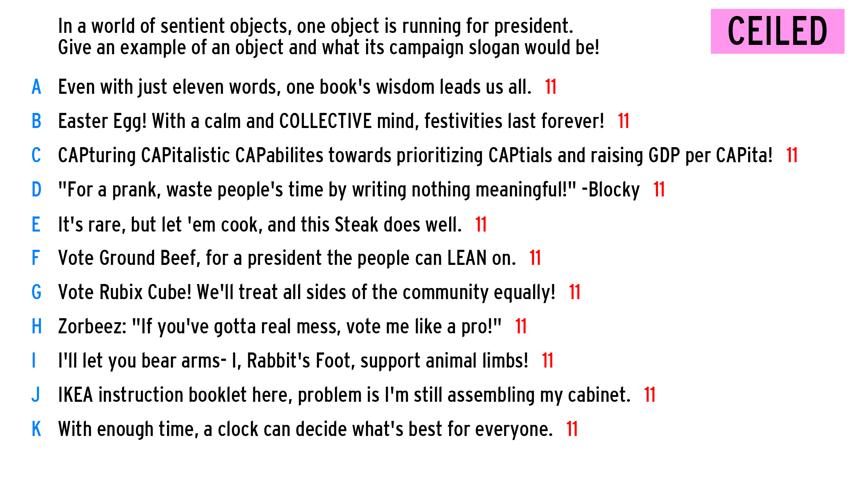 In a world of sentient objects, one object is running for president.
Give an example of an object and what its campaign slogan would be!
CEILED
A Even with just eleven words, one book's wisdom leads us all. 11
B Easter Egg! With a calm and COLLECTIVE mind, festivities last forever! 11
C CAPturing CAPitalistic CAPabilites towards prioritizing CAPtials and raising GDP per CAPita! 11
D "For a prank, waste people's time by writing nothing meaningful!" -Blocky 11
E It's rare, but let 'em cook, and this Steak does well. 11
F Vote Ground Beef, for a president the people can LEAN on. 11
G Vote Rubix Cube! We'll treat all sides of the community equally! 11
H Zorbeez: "If you've gotta real mess, vote me like a pro!" 11
I I'll let you bear arms- I, Rabbit's Foot, support animal limbs! 11
J IKEA instruction booklet here, problem is I'm still assembling my cabinet. 11
K With enough time, a clock can decide what's best for everyone. 11